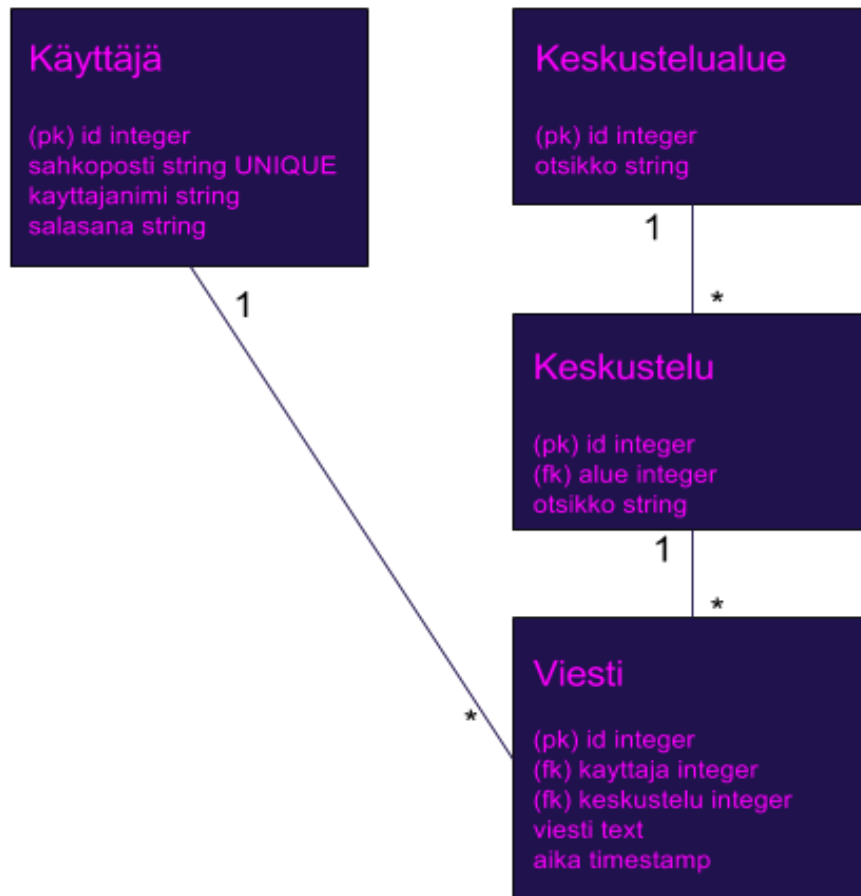 Käyttäjä
(pk) id integer
sahkoposti string UNIQUE
kayttajanimi string
salasana string
1
*
Keskustelualue
(pk) id integer
otsikko string
1
*
Keskustelu
(pk) id integer
(fk) alue integer
otsikko string
1
*
Viesti
(pk) id integer
(fk) kayttaja integer
(fk) keskustelu integer
viesti text
aika timestamp